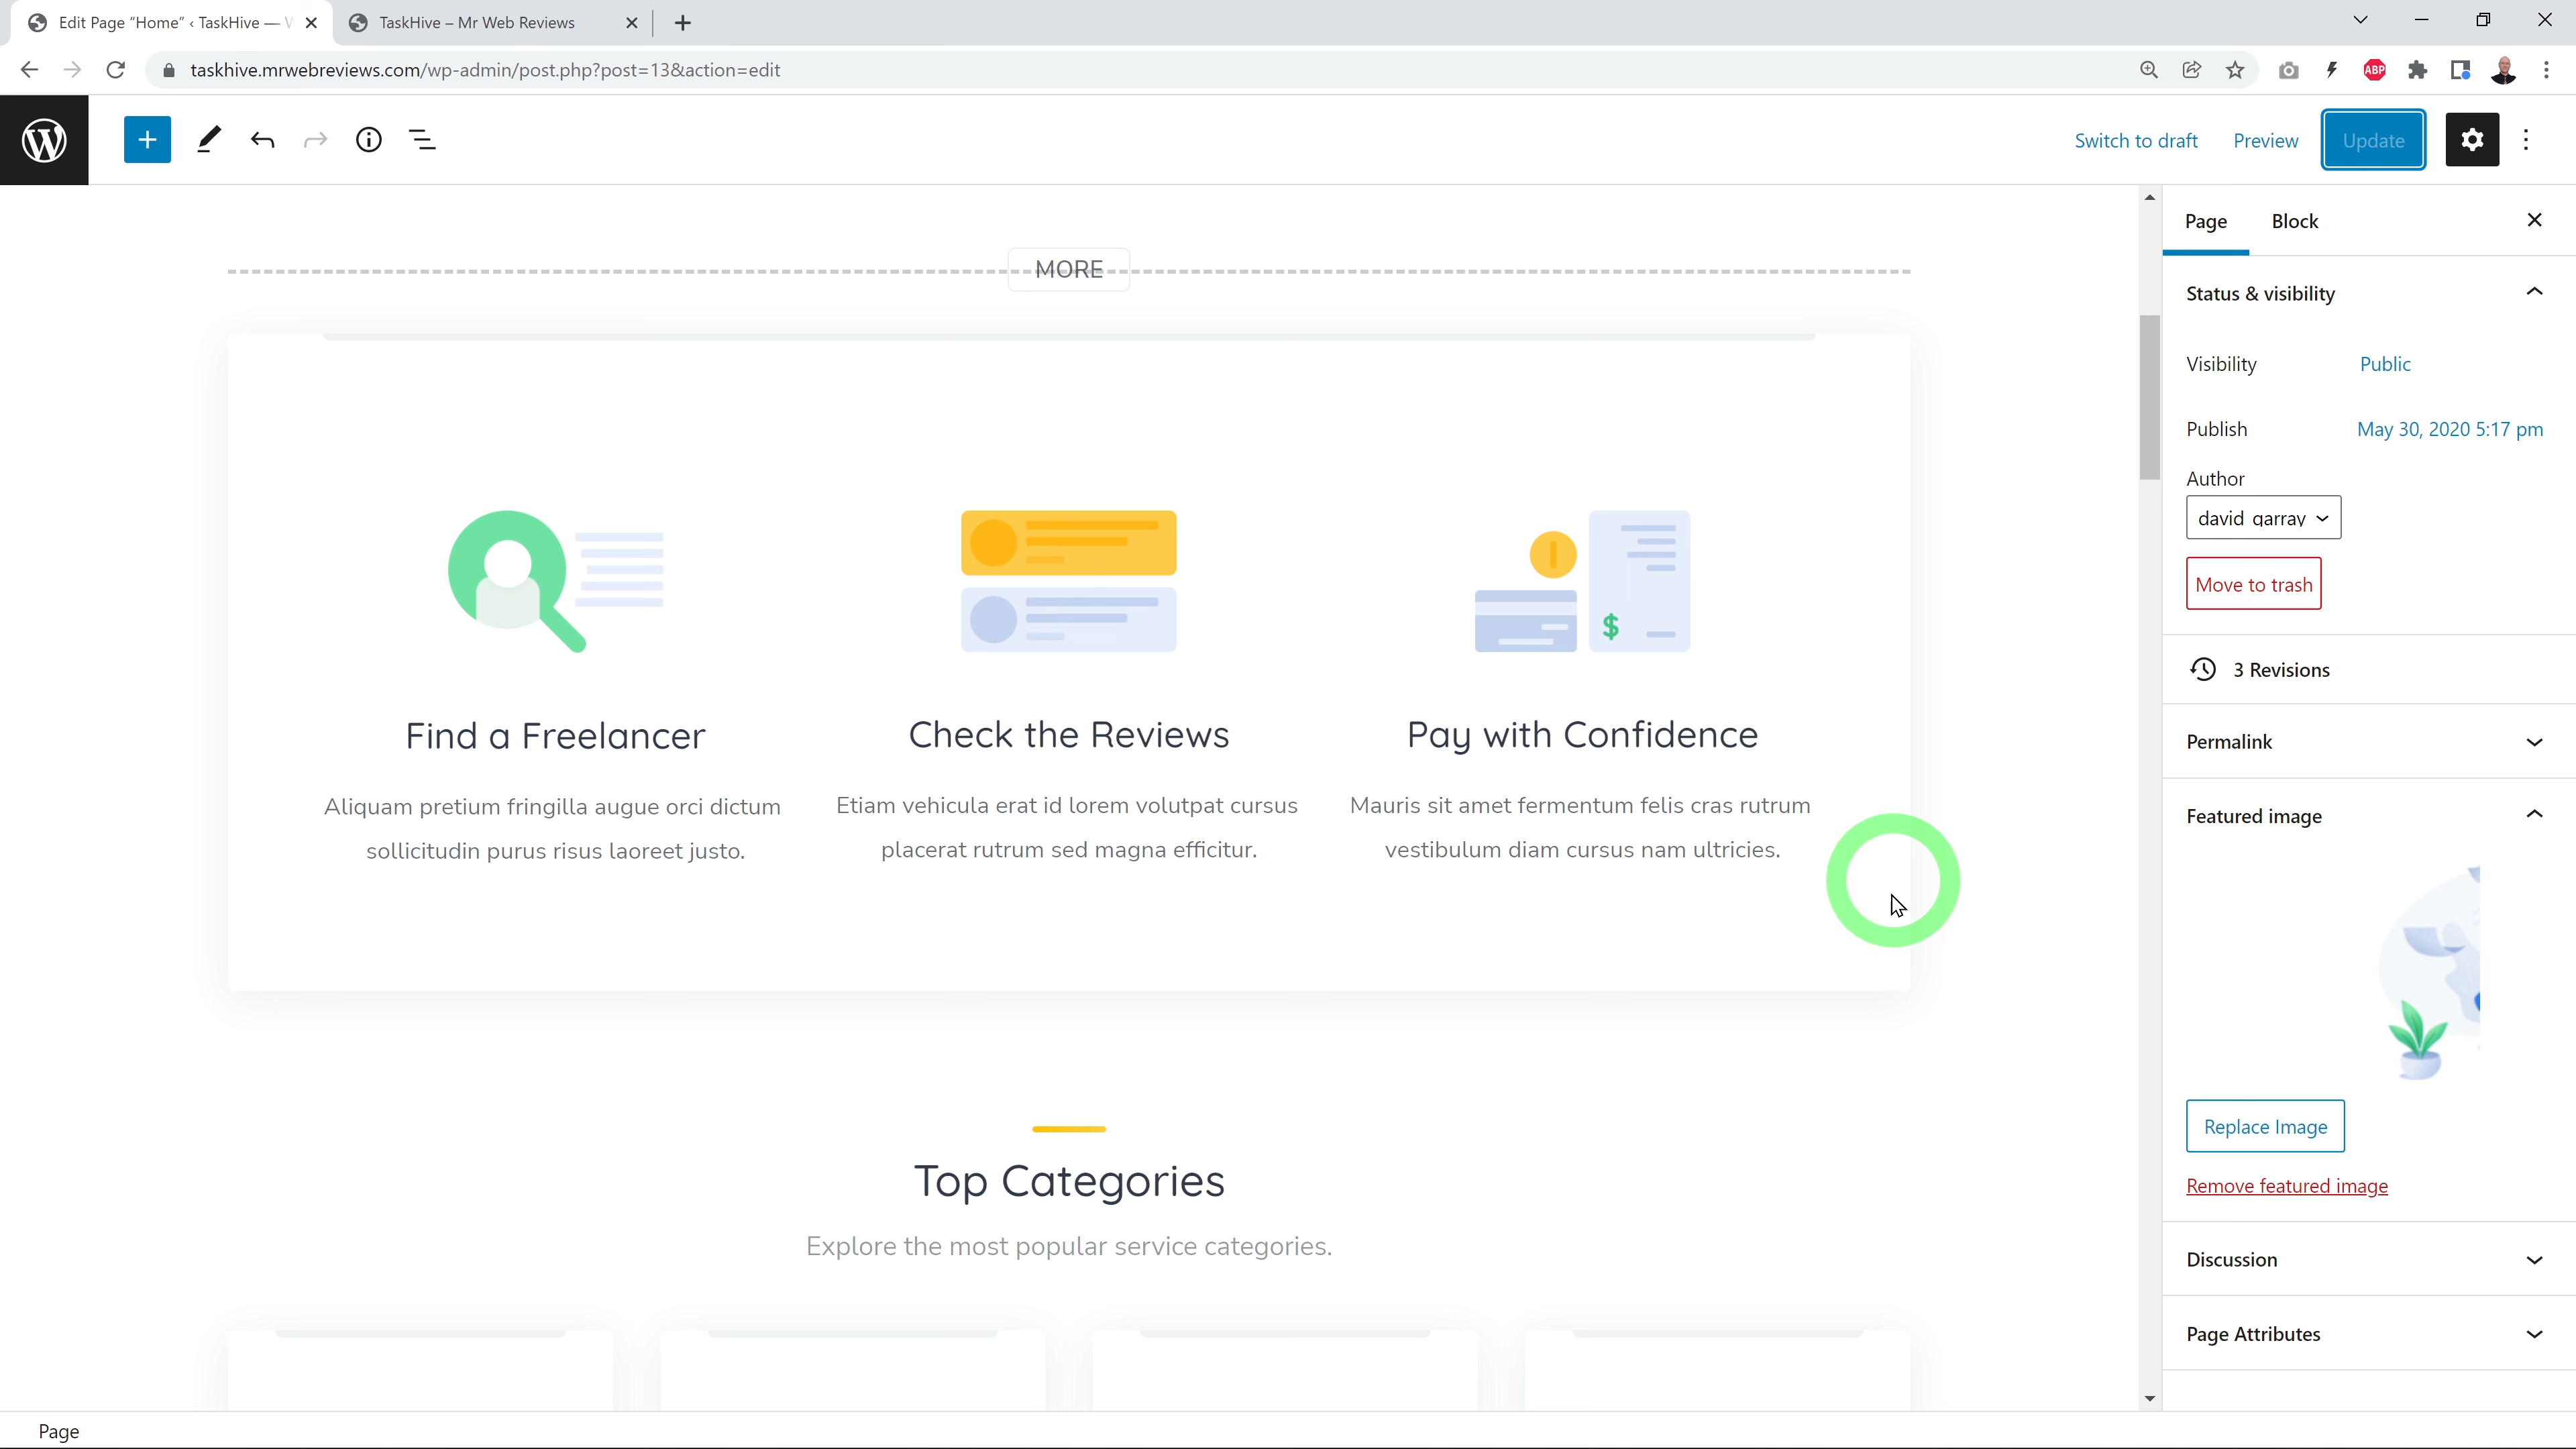 Edit Page “Home” ‹ TaskHive —
TaskHive – Mr Web Reviews
taskhive.mrwebreviews.com/wp-admin/post.php?post=13&action=edit
ABP
Switch to draft
Preview
Update
Page
Block
MORE
Status & visibility
Visibility
Public
Publish
May 30, 2020 5:17 pm
Author
david garray
Move to trash
3 Revisions
Permalink
Featured image
Replace Image
Remove featured image
Discussion
Page Attributes
Find a Freelancer
Aliquam pretium fringilla augue orci dictum
sollicitudin purus risus laoreet justo.
Check the Reviews
Etiam vehicula erat id lorem volutpat cursus
placerat rutrum sed magna efficitur.
$
Pay with Confidence
Mauris sit amet fermentum felis cras rutrum
vestibulum diam cursus nam ultricies.
Top Categories
Explore the most popular service categories.
Page